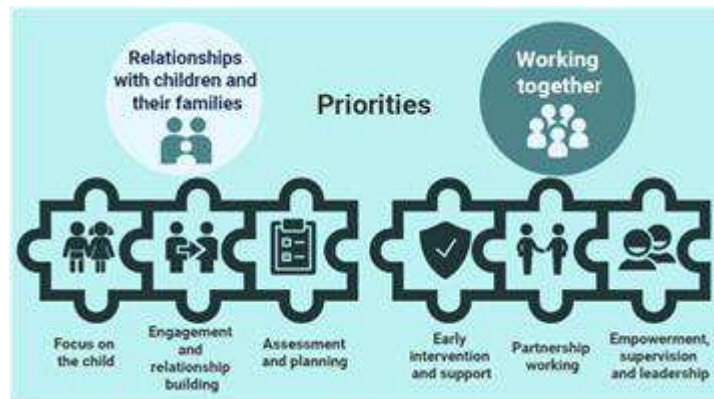 Relationships
with children and
their families
Priorities
Working
together
Focus on
the child
Engagement
and
relationship
building
Assessment
and planning
Early
intervention
and support
Partnership
working
Empowerment,
supervision
and leadership